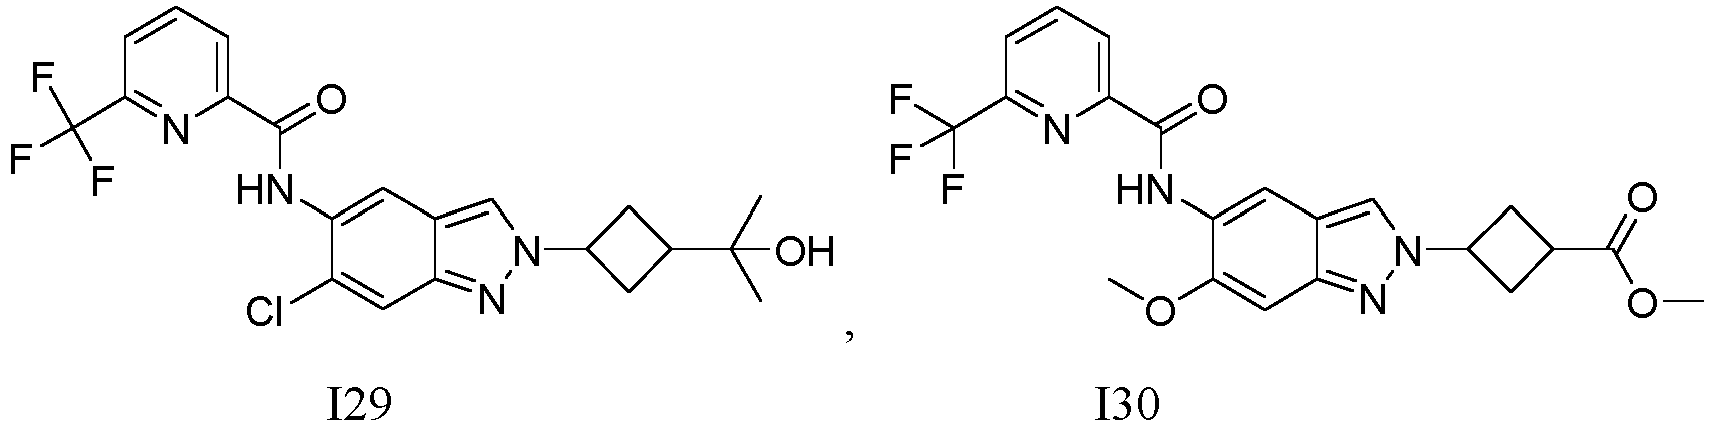 F F F N O HN Cl N N OH ,
F F F N O HN O N N O O
I29 I30